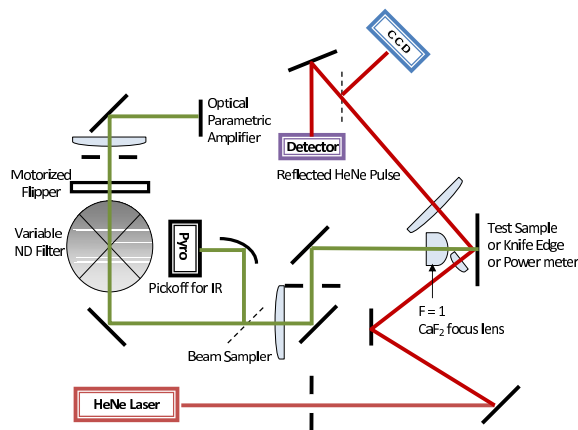 CCD
Optical
Parametric
Amplifier
Detector
Reflected HeNe Pulse
Motorized
Flipper
Variable
ND Filter
Pyro
Pickoff for IR
Test Sample
or Knife Edge
or Power meter
F = 1
CaF2 focus lens
Beam Sampler
HeNe Laser